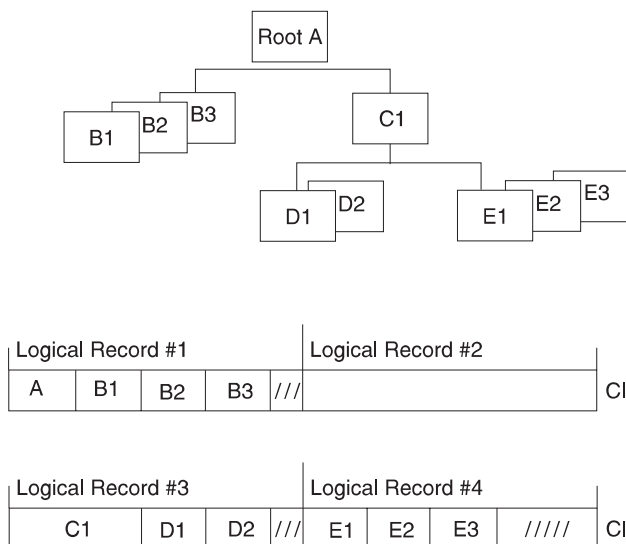 Root A
B1 B2 B3
C1
D1 D2
E1 E2 E3
Logical Record #1 Logical Record #2
A B1 B2 B3 /// CI
Logical Record #3 Logical Record #4
C1 D1 D2 /// E1 E2 E3 ///// CI